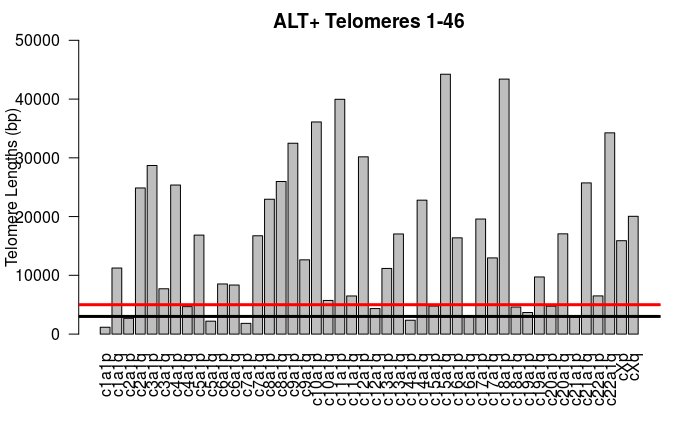 ALT+ Telomeres 1-46
Telomere Lengths (bp)
50000
40000
30000
20000
10000
0
c1a1p
c1a1q
c2a1p
c2a1q
c3a1p
c3a1q
c4a1p
c4a1q
c5a1p
c5a1q
c6a1p
c6a1q
c7a1p
c7a1q
c8a1p
c8a1q
c9a1p
c9a1q
c10a1p
c10a1q
c11a1p
c11a1q
c12a1p
c12a1q
c13a1p
c13a1q
c14a1p
c14a1q
c15a1p
c15a1q
c16a1p
c16a1q
c17a1p
c17a1q
c18a1p
c18a1q
c19a1p
c19a1q
c20a1p
c20a1q
c21a1p
c21a1q
c22a1p
c22a1q
cXp
cXq